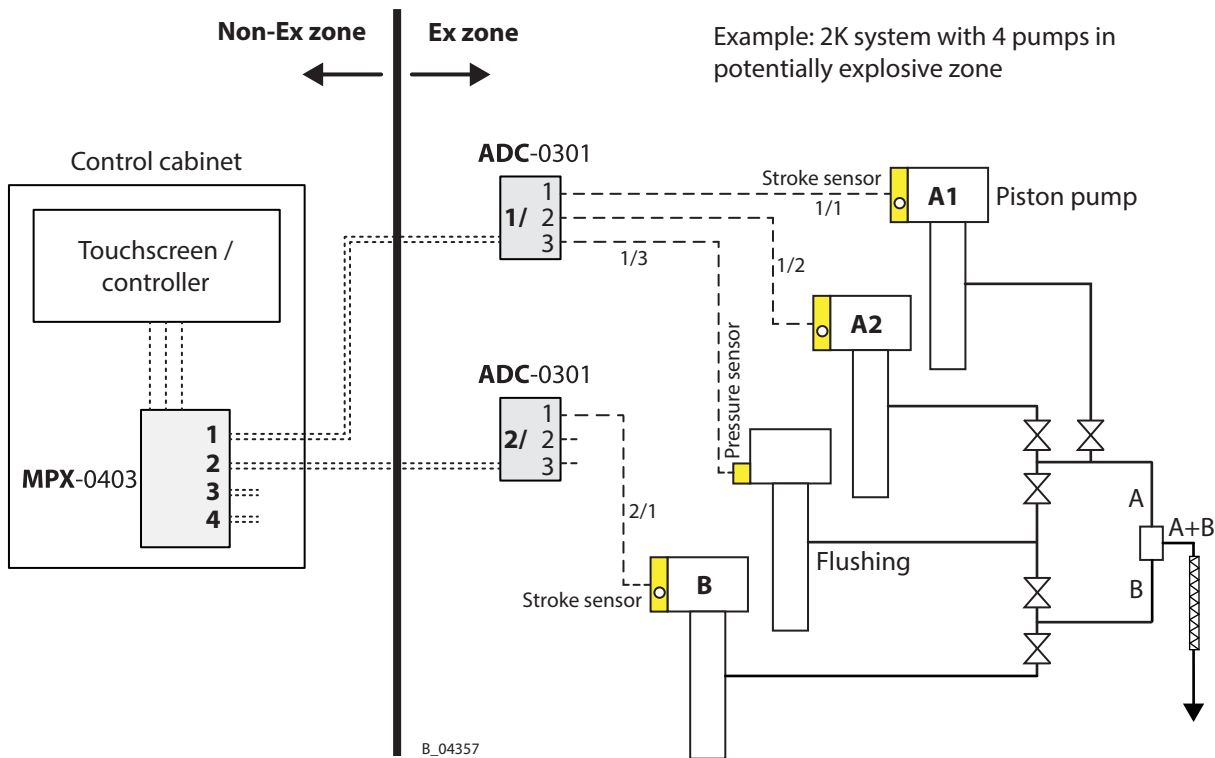 Non-Ex zone
Ex zone
Example: 2K system with 4 pumps in
potentially explosive zone
Control cabinet
Touchscreen /
controller
MPX-0403
1
2
3
4
ADC-0301
1/
1
2
3
ADC-0301
2/
1
2
3
Stroke sensor
1/1
A1
Piston pump
1/2
A2
1/3
Pressure sensor
Flushing
2/1
Stroke sensor
B
A
A+B
B
B_04357